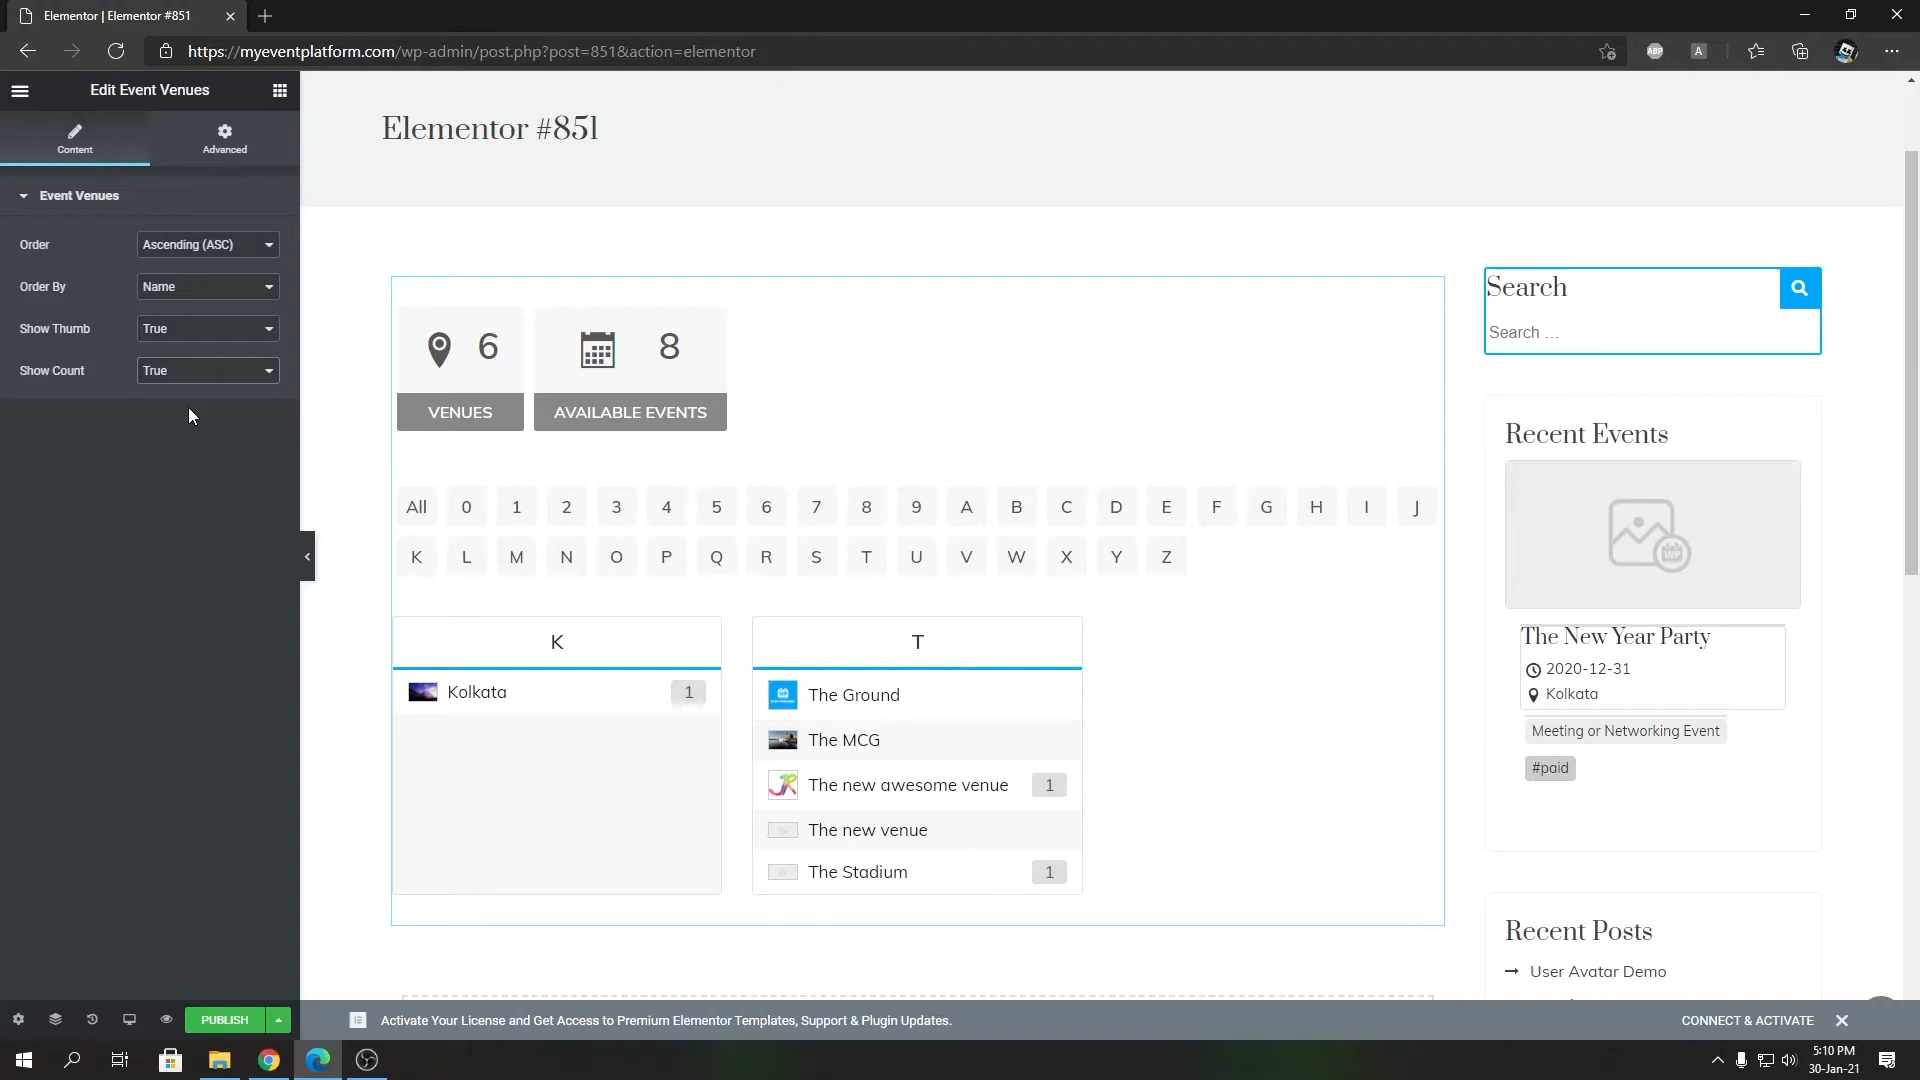 Elementor | Elementor #851
https://myeventplatform.com/wp-admin/post.php?post=851&action=elementor
ABP
A
Edit Event Venues
Content
Advanced
Event Venues
Order
Ascending (ASC)
Order By
Name
Show Thumb
True
Show Count
True
PUBLISH
Elementor #851
6
VENUES
8
AVAILABLE EVENTS
All 0 1 2 3 4 5 6 7 8 9 A B C D E F G H I J
K L M N O P Q R S T U V W X Y Z
K
Kolkata 1
T
The Ground
The MCG
The new awesome venue 1
The new venue
The Stadium 1
Search
Search ...
Recent Events
The New Year Party
2020-12-31
Kolkata
Meeting or Networking Event
#paid
Recent Posts
User Avatar Demo
Activate Your License and Get Access to Premium Elementor Templates, Support & Plugin Updates.
CONNECT & ACTIVATE
5:10 PM
30-Jan-21